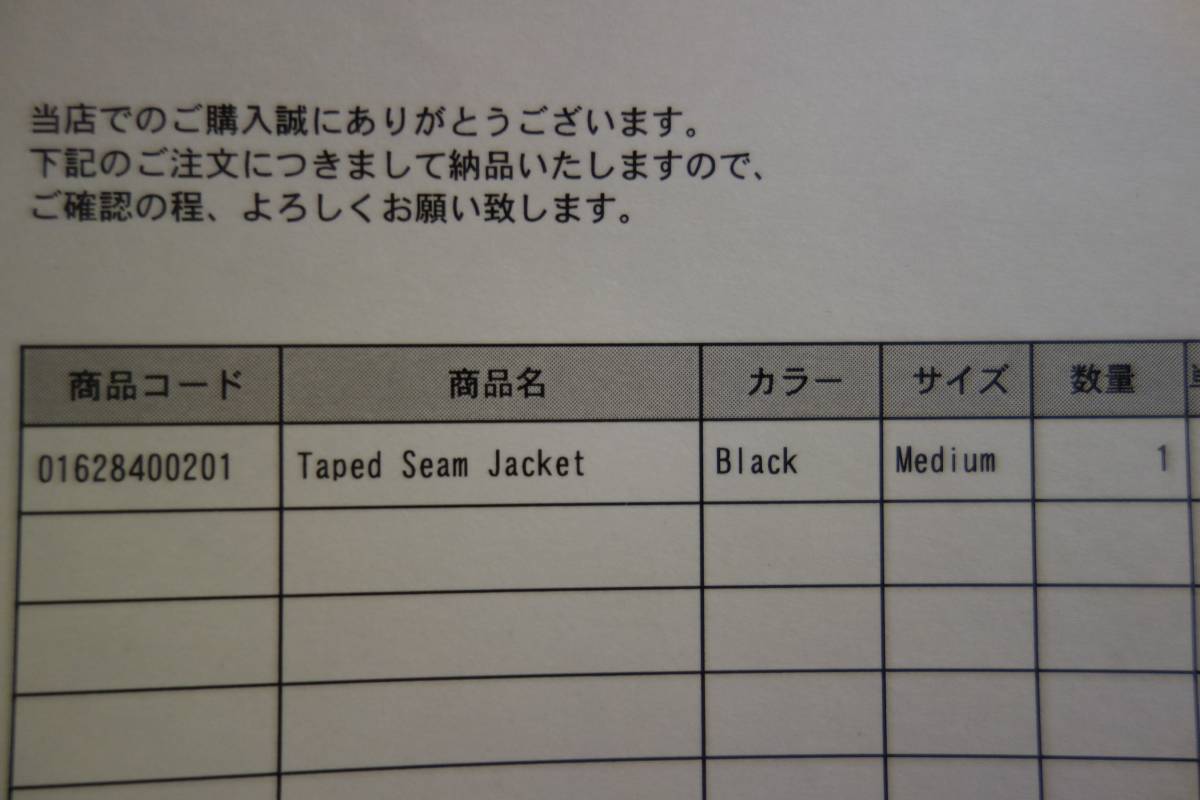 当店でのご購入誠にありがとうございます。
下記のご注文につきまして納品いたしますので、
ご確認の程、よろしくお願い致します。
商品コード 商品名 カラー サイズ 数量
01628400201 Taped Seam Jacket Black Medium 1